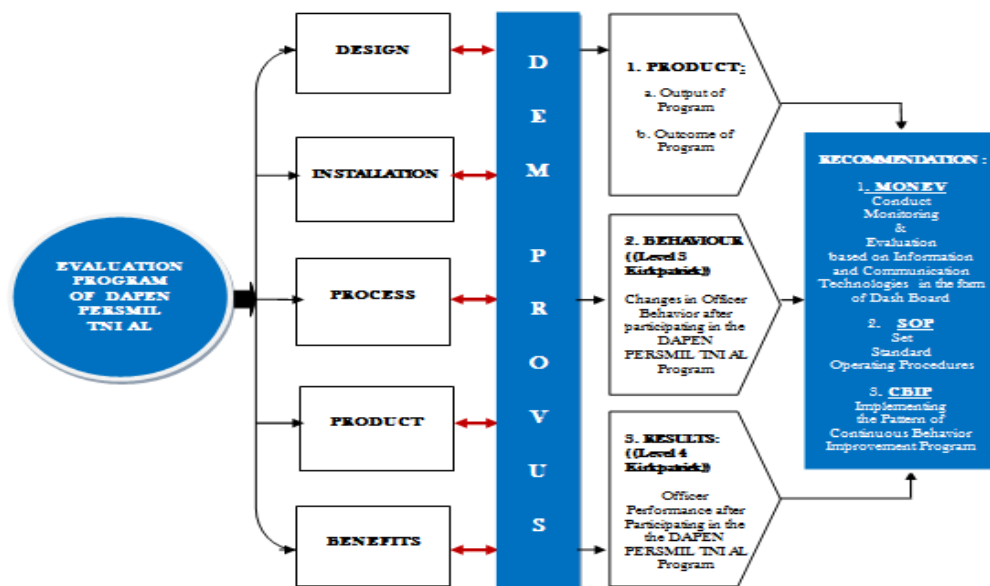 EVALUATION
PROGRAM
OF DAPEN
PERSMIL
TNI AL
DESIGN
INSTALLATION
PROCESS
PRODUCT
BENEFITS
D
E
M
P
R
O
V
U
S
1. PRODUCT:
a. Output of
Program
b. Outcome of
Program
2. BEHAVIOUR
((Level 3
Kirkpatrick))
Changes in Officer
Behavior after
participating in the
DAPEN
PERSMIL TNI AL
Program
3. RESULTS:
((Level 4
Kirkpatrick))
Officer
Performance after
Participating in the
the DAPEN
PERSMIL TNI AL
Program
RECOMMENDATION :
1. MONEV
Conduct
Monitoring
&
Evaluation
based on Information
and Communication
Technologies in the form
of Dash Board
2. SOP
Set
Standard
Operating Procedures
3. CBIP
Implementing
the Pattern of
Continuous Behavior
Improvement Program